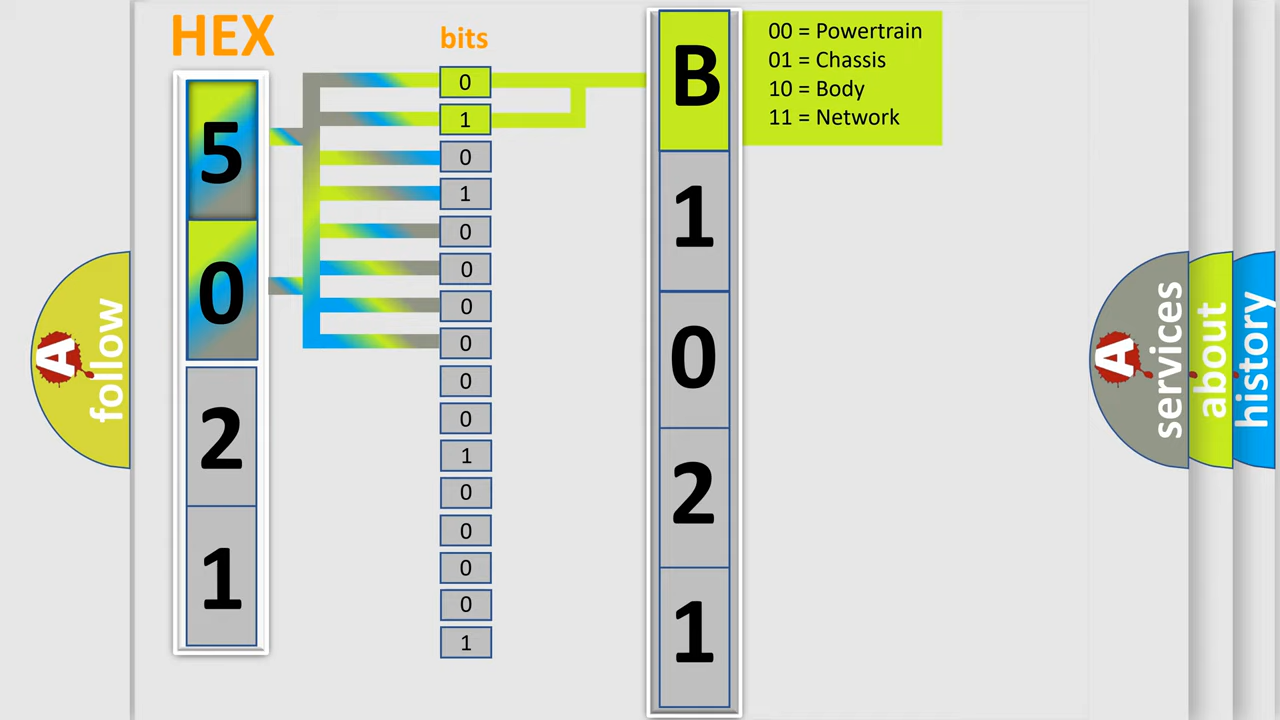 HEX
bits
5
0
2
1
0
1
0
1
0
0
0
0
0
0
1
0
0
0
0
1
B
1
0
2
1
00 = Powertrain
01 = Chassis
10 = Body
11 = Network
A
follow
A
services
about
history